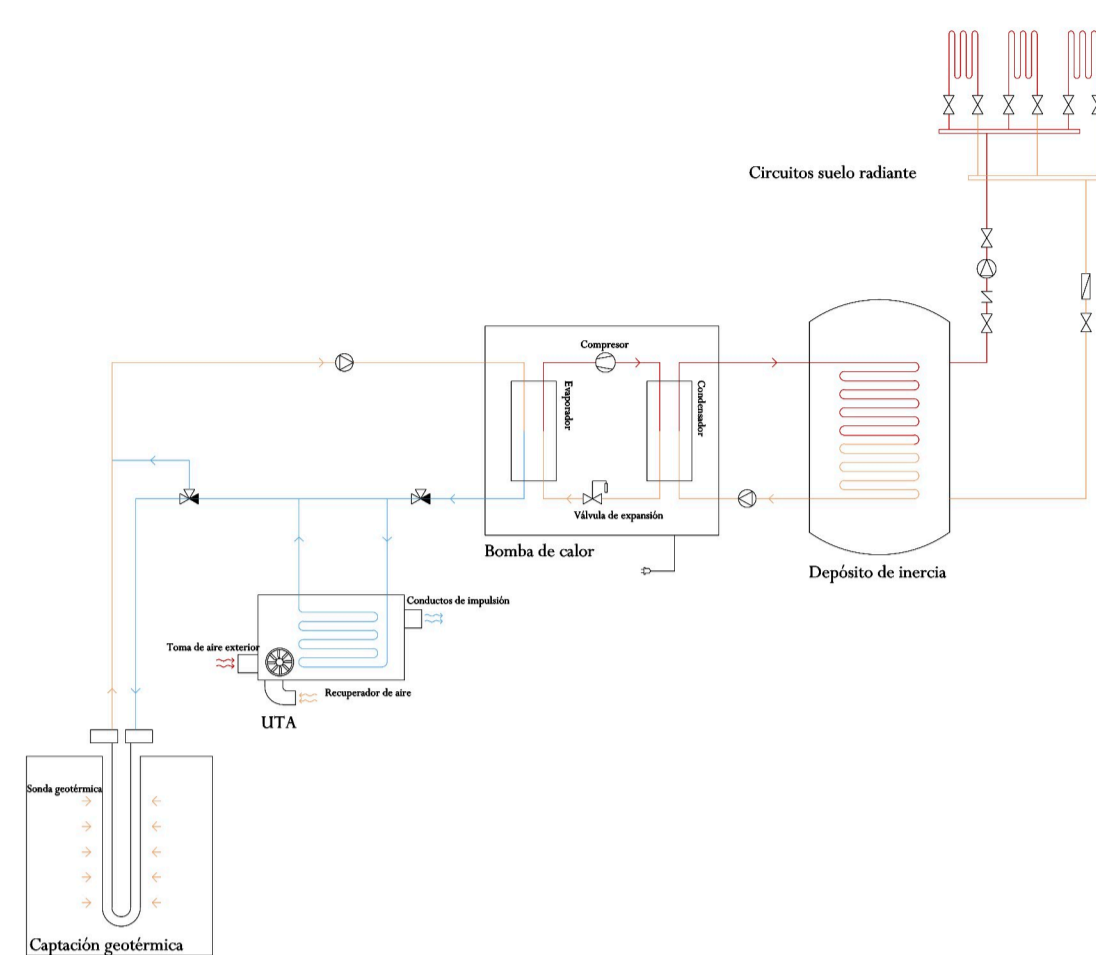 Circuitos suelo radiante
Compresor
Evaporador
Condensador
Válvula de expansión
Bomba de calor
Depósito de inercia
Conductos de impulsión
Toma de aire exterior
Recuperador de aire
UTA
Sonda geotérmica
Captación geotérmica